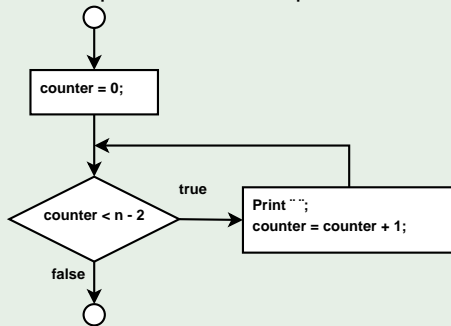 counter = 0;
true
counter < n - 2
Print ¨ ¨;
counter = counter + 1;
false